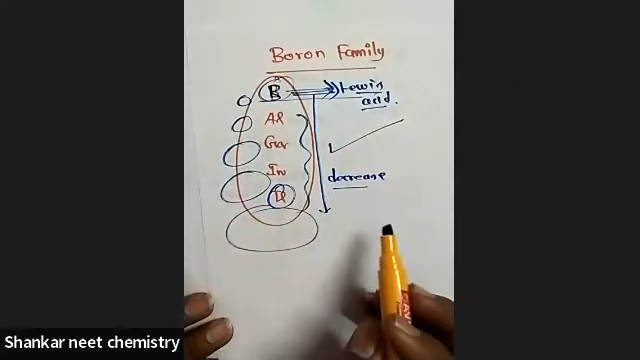 Boron Family
B Lewis
acid.
Al
Ga
In
decrease
Tl
Shankar neet chemistry